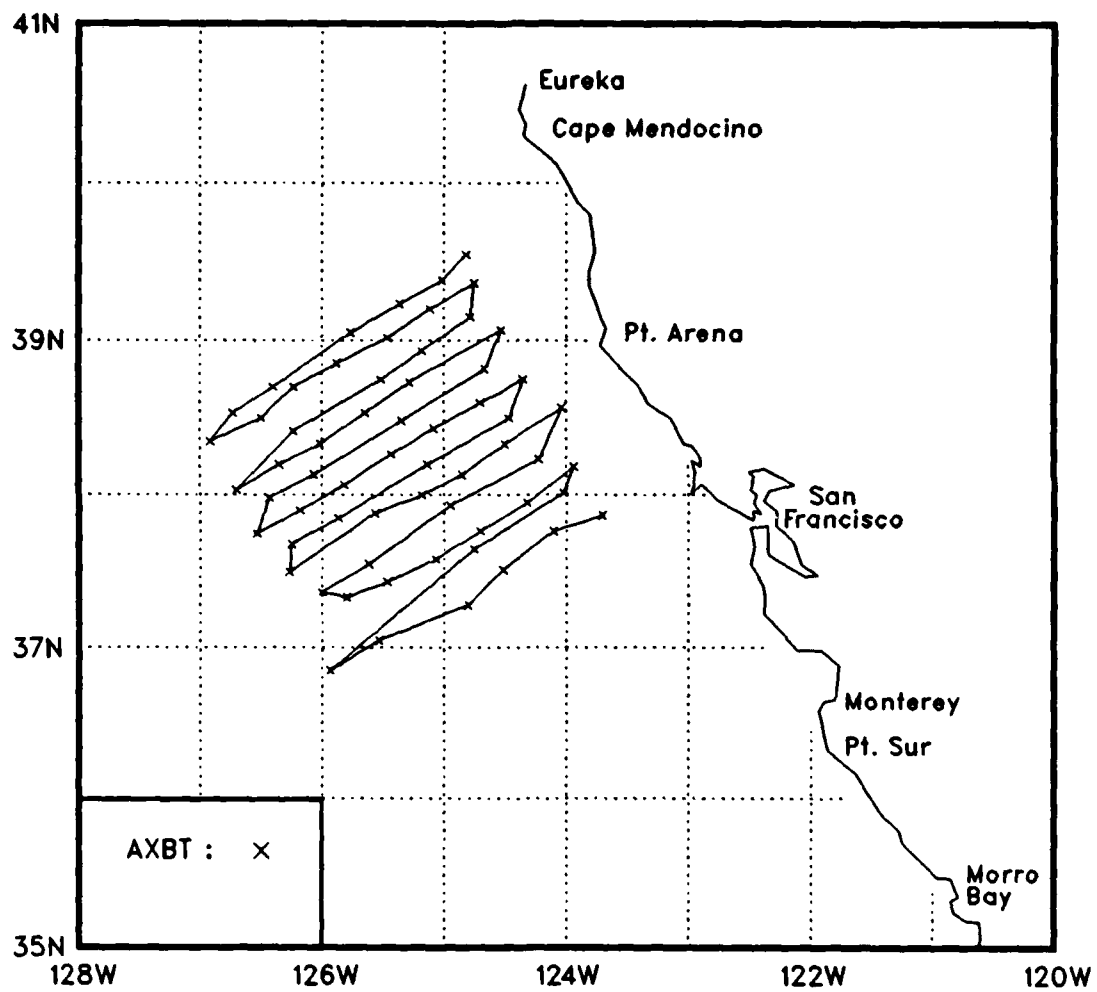 41N
Eureka
Cape Mendocino
39N
Pt. Arena
San
Francisco
37N
Monterey
Pt. Sur
AXBT : ×
Morro
Bay
35N
128W
126W
124W
122W
120W